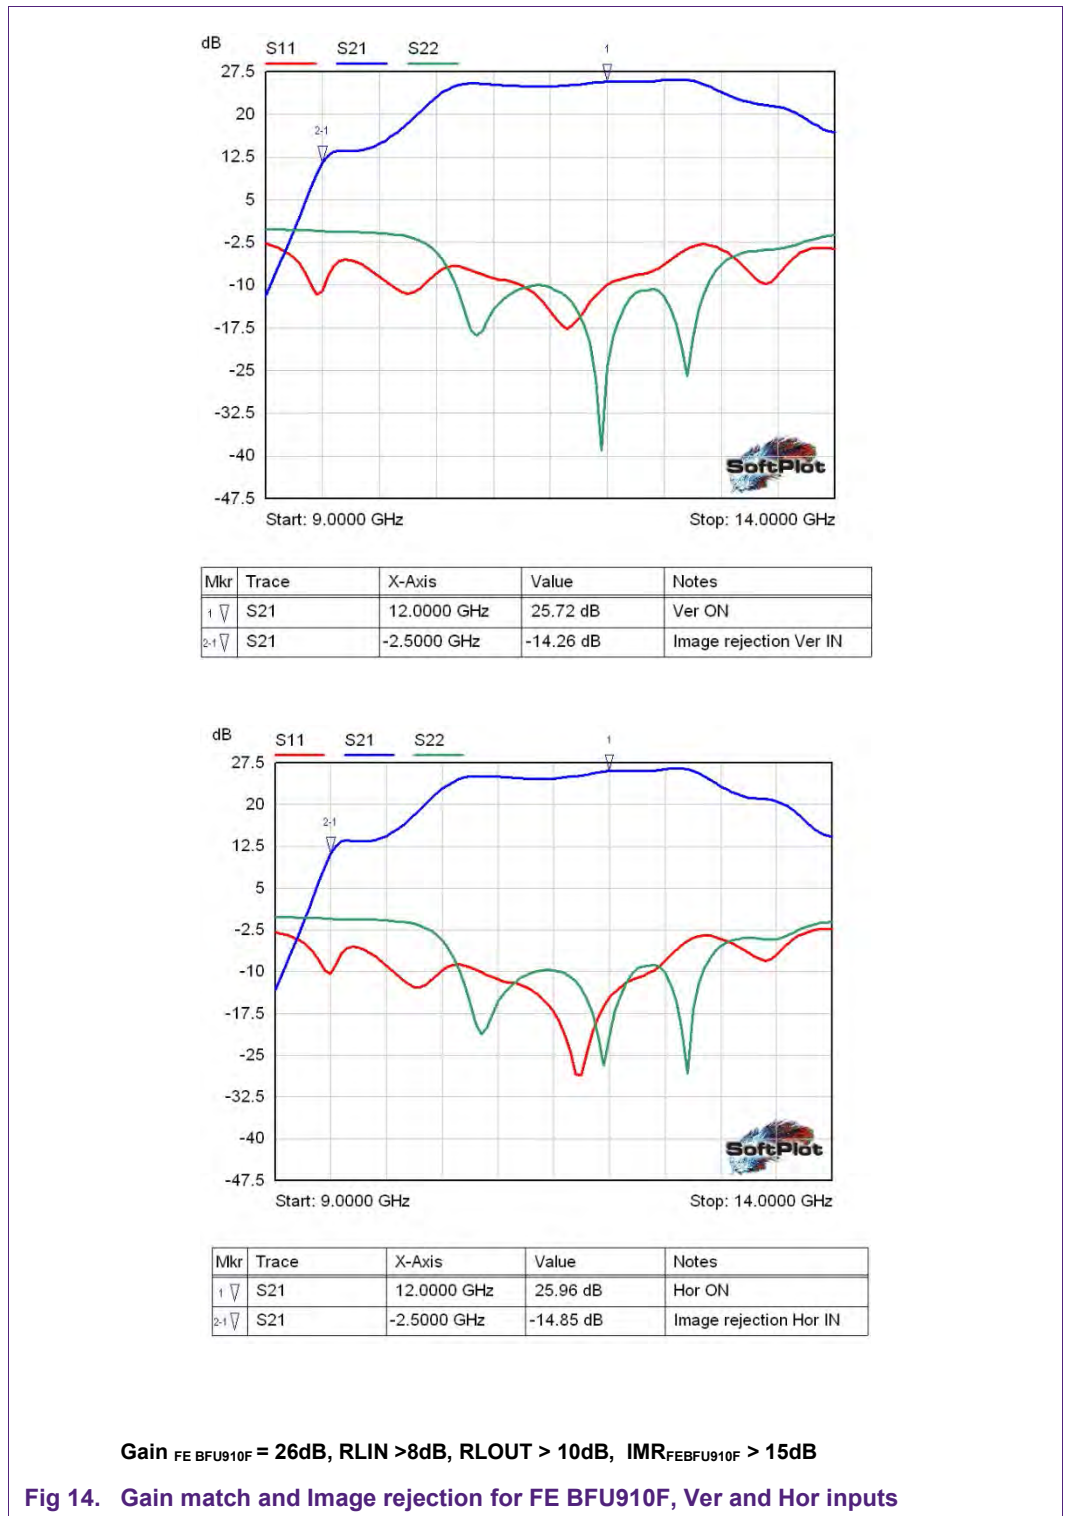 dB
S11 S21 S22
1
27.5
20
2-1
12.5
5
-2.5
-10
-17.5
-25
-32.5
-40
SoftPlot
-47.5
Start: 9.0000 GHz Stop: 14.0000 GHz
Mkr Trace X-Axis Value Notes
1 S21 12.0000 GHz 25.72 dB Ver ON
2-1 S21 -2.5000 GHz -14.26 dB Image rejection Ver IN
dB
S11 S21 S22
1
27.5
20
2-1
12.5
5
-2.5
-10
-17.5
-25
-32.5
-40
SoftPlot
-47.5
Start: 9.0000 GHz Stop: 14.0000 GHz
Mkr Trace X-Axis Value Notes
1 S21 12.0000 GHz 25.96 dB Hor ON
2-1 S21 -2.5000 GHz -14.85 dB Image rejection Hor IN
Gain FE BFU910F = 26dB, RLIN >8dB, RLOUT > 10dB, IMRFEBFU910F > 15dB
Fig 14. Gain match and Image rejection for FE BFU910F, Ver and Hor inputs